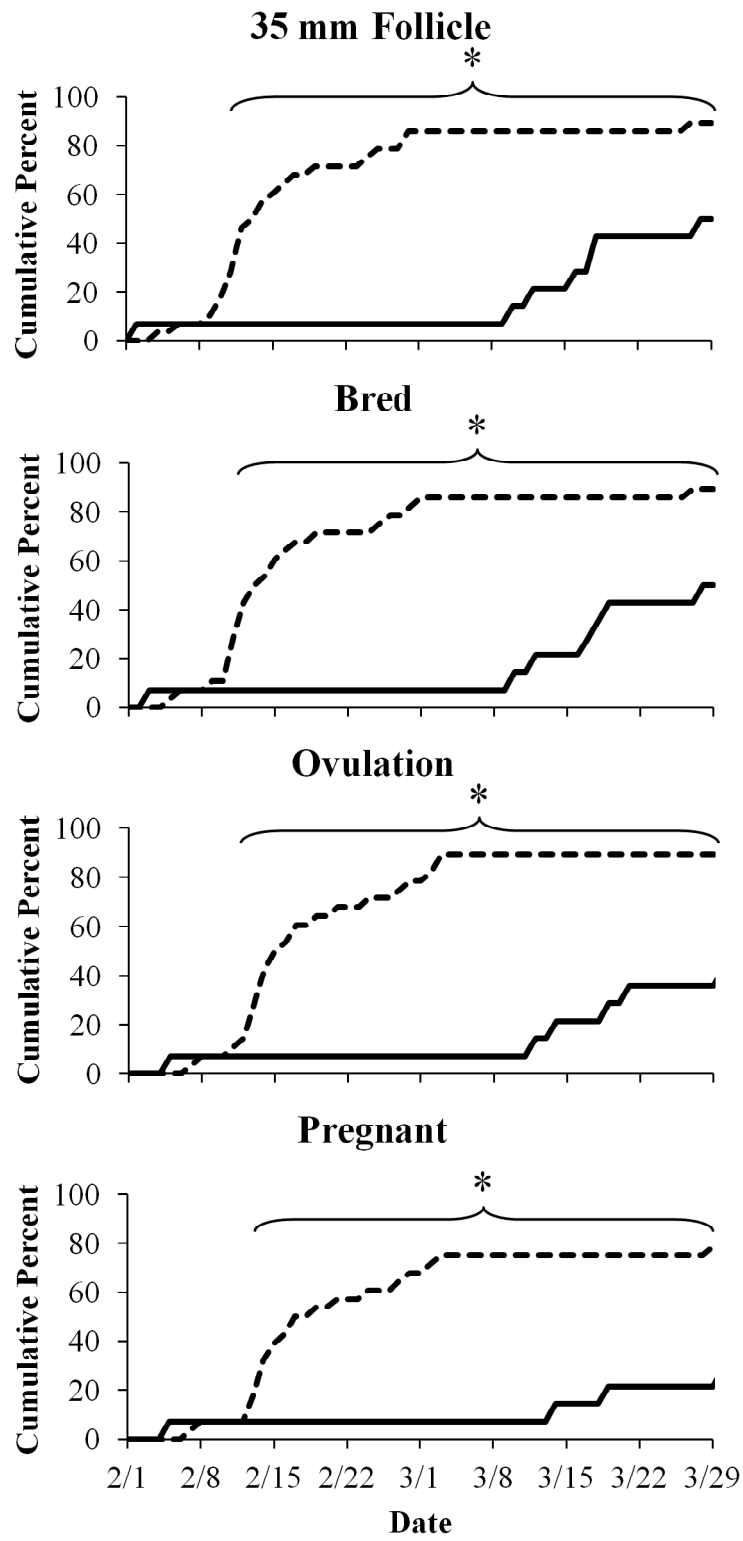 35 mm Follicle
*
Cumulative Percent
100
80
60
40
20
0
Bred
*
Cumulative Percent
100
80
60
40
20
0
Ovulation
*
Cumulative Percent
100
80
60
40
20
0
Pregnant
*
Cumulative Percent
100
80
60
40
20
0
2/1 2/8 2/15 2/22 3/1 3/8 3/15 3/22 3/29
Date